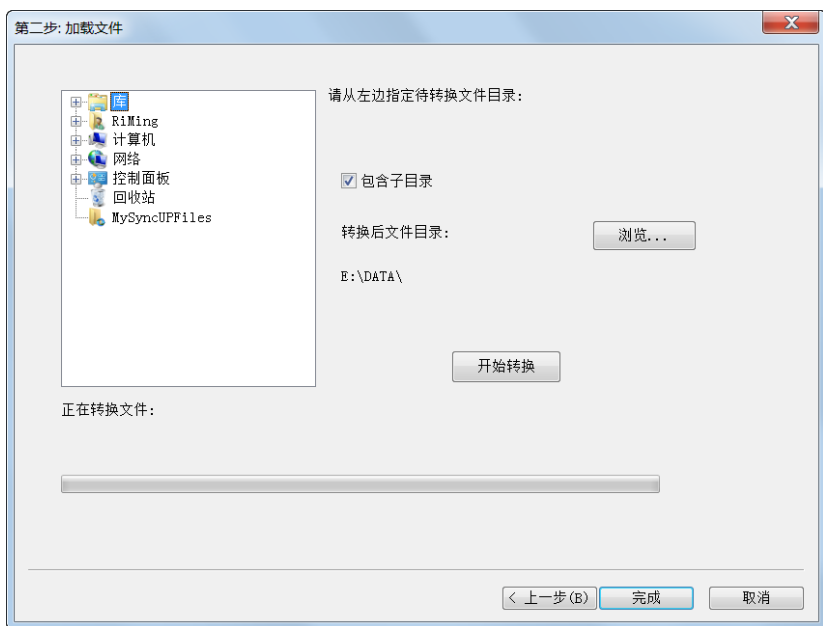 第二步: 加载文件
库
RiMing
计算机
网络
控制面板
回收站
MySyncUPFiles
请从左边指定待转换文件目录:
包含子目录
转换后文件目录:
浏览...
E:\DATA\
开始转换
正在转换文件:
< 上一步(B)
完成
取消